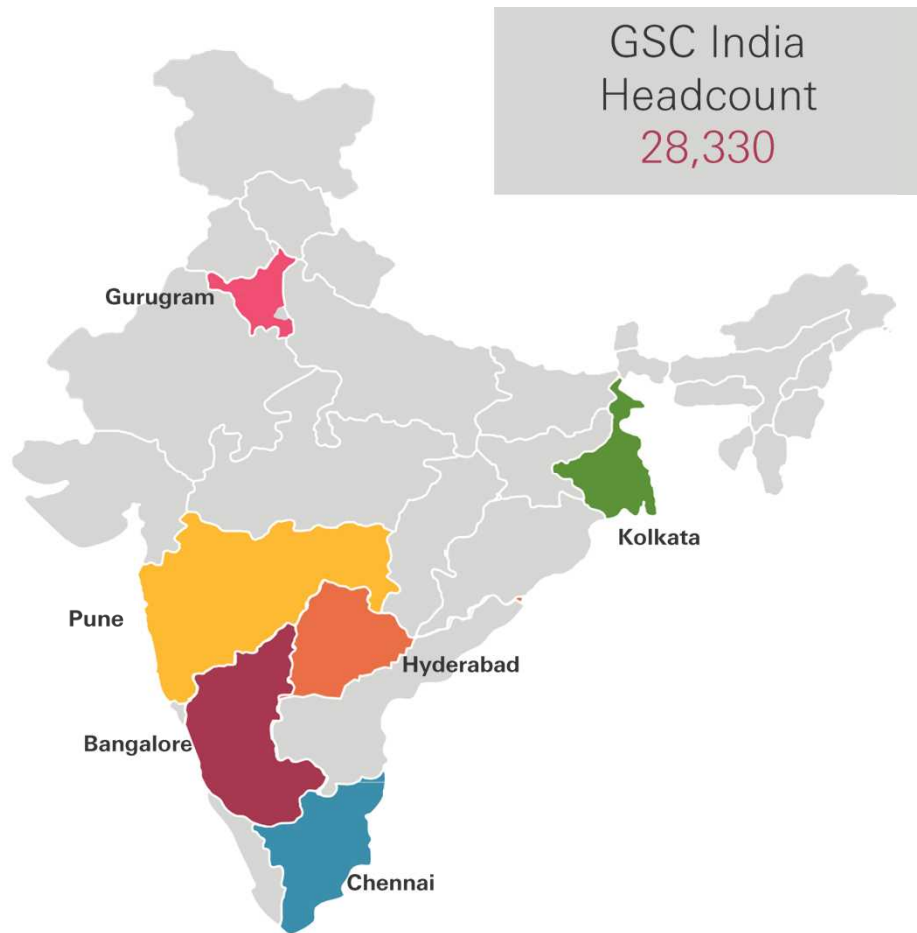 GSC India
Headcount
28,330
Gurugram
Kolkata
Pune
Hyderabad
Bangalore
Chennai